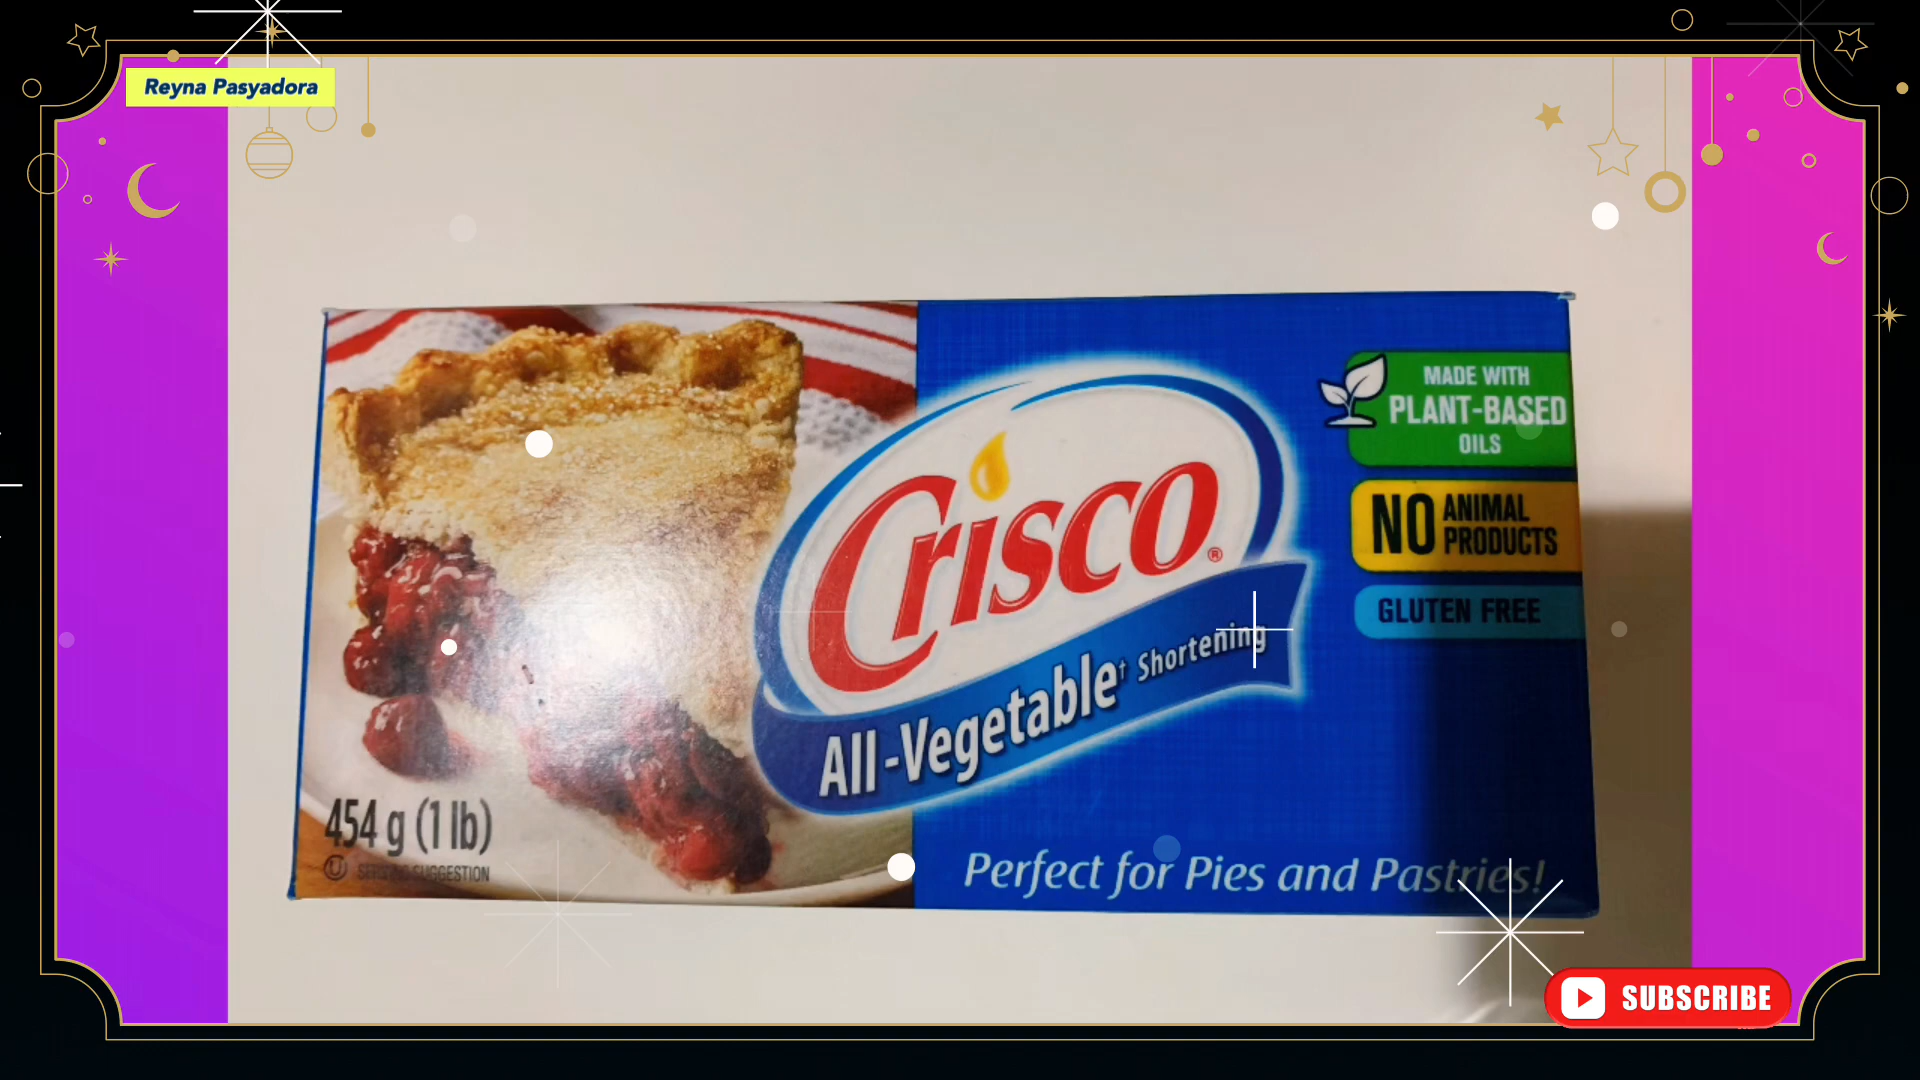 Reyna Pasyadora
MADE WITH
PLANT-BASED
OILS
NO ANIMAL
PRODUCTS
GLUTEN FREE
Crisco®
All-Vegetable† Shortening
454 g (1 lb)
SERVING SUGGESTION
Perfect for Pies and Pastries!
SUBSCRIBE